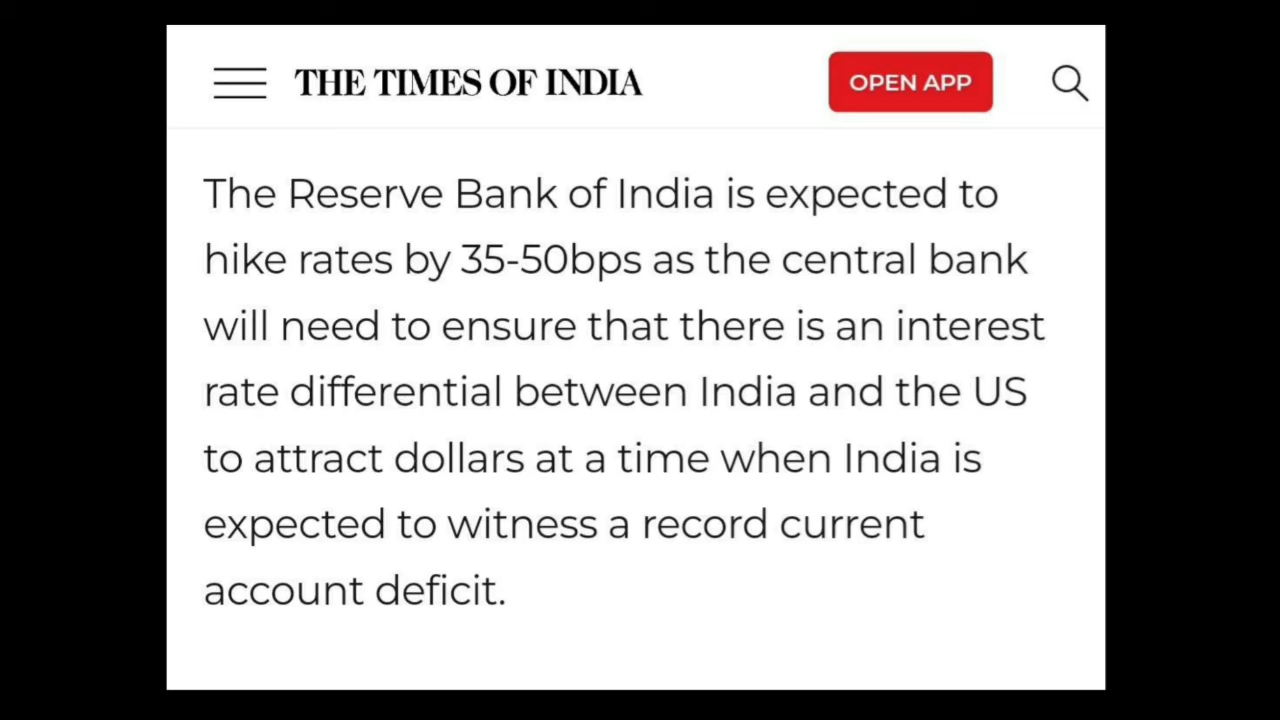 THE TIMES OF INDIA
OPEN APP
The Reserve Bank of India is expected to
hike rates by 35-50bps as the central bank
will need to ensure that there is an interest
rate differential between India and the US
to attract dollars at a time when India is
expected to witness a record current
account deficit.